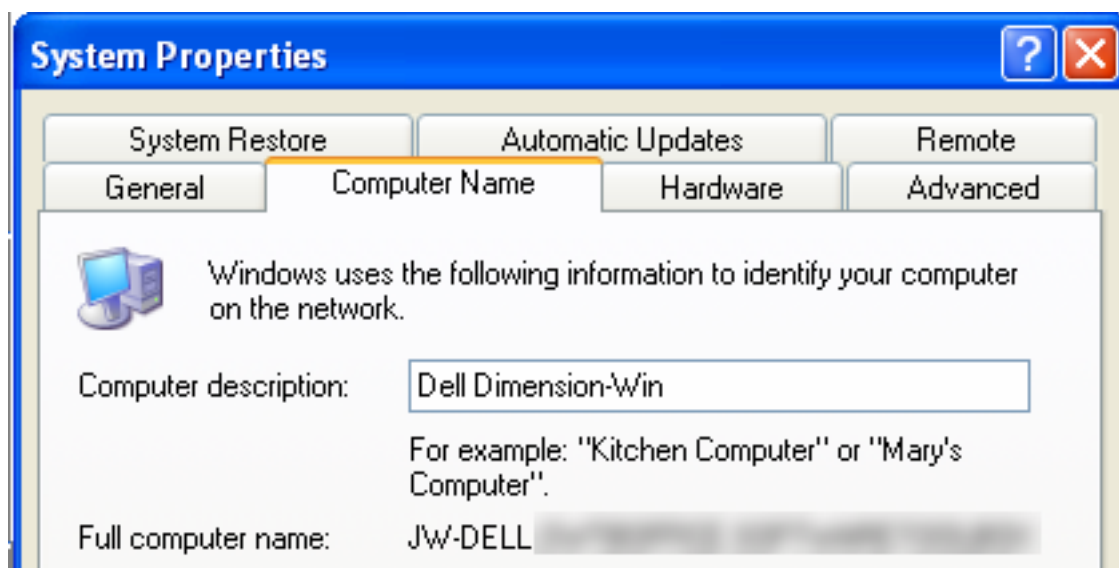 System Properties
System Restore Automatic Updates Remote
General Computer Name Hardware Advanced
Windows uses the following information to identify your computer
on the network.
Computer description: Dell Dimension-Win
For example: "Kitchen Computer" or "Mary's
Computer".
Full computer name: JW-DELL